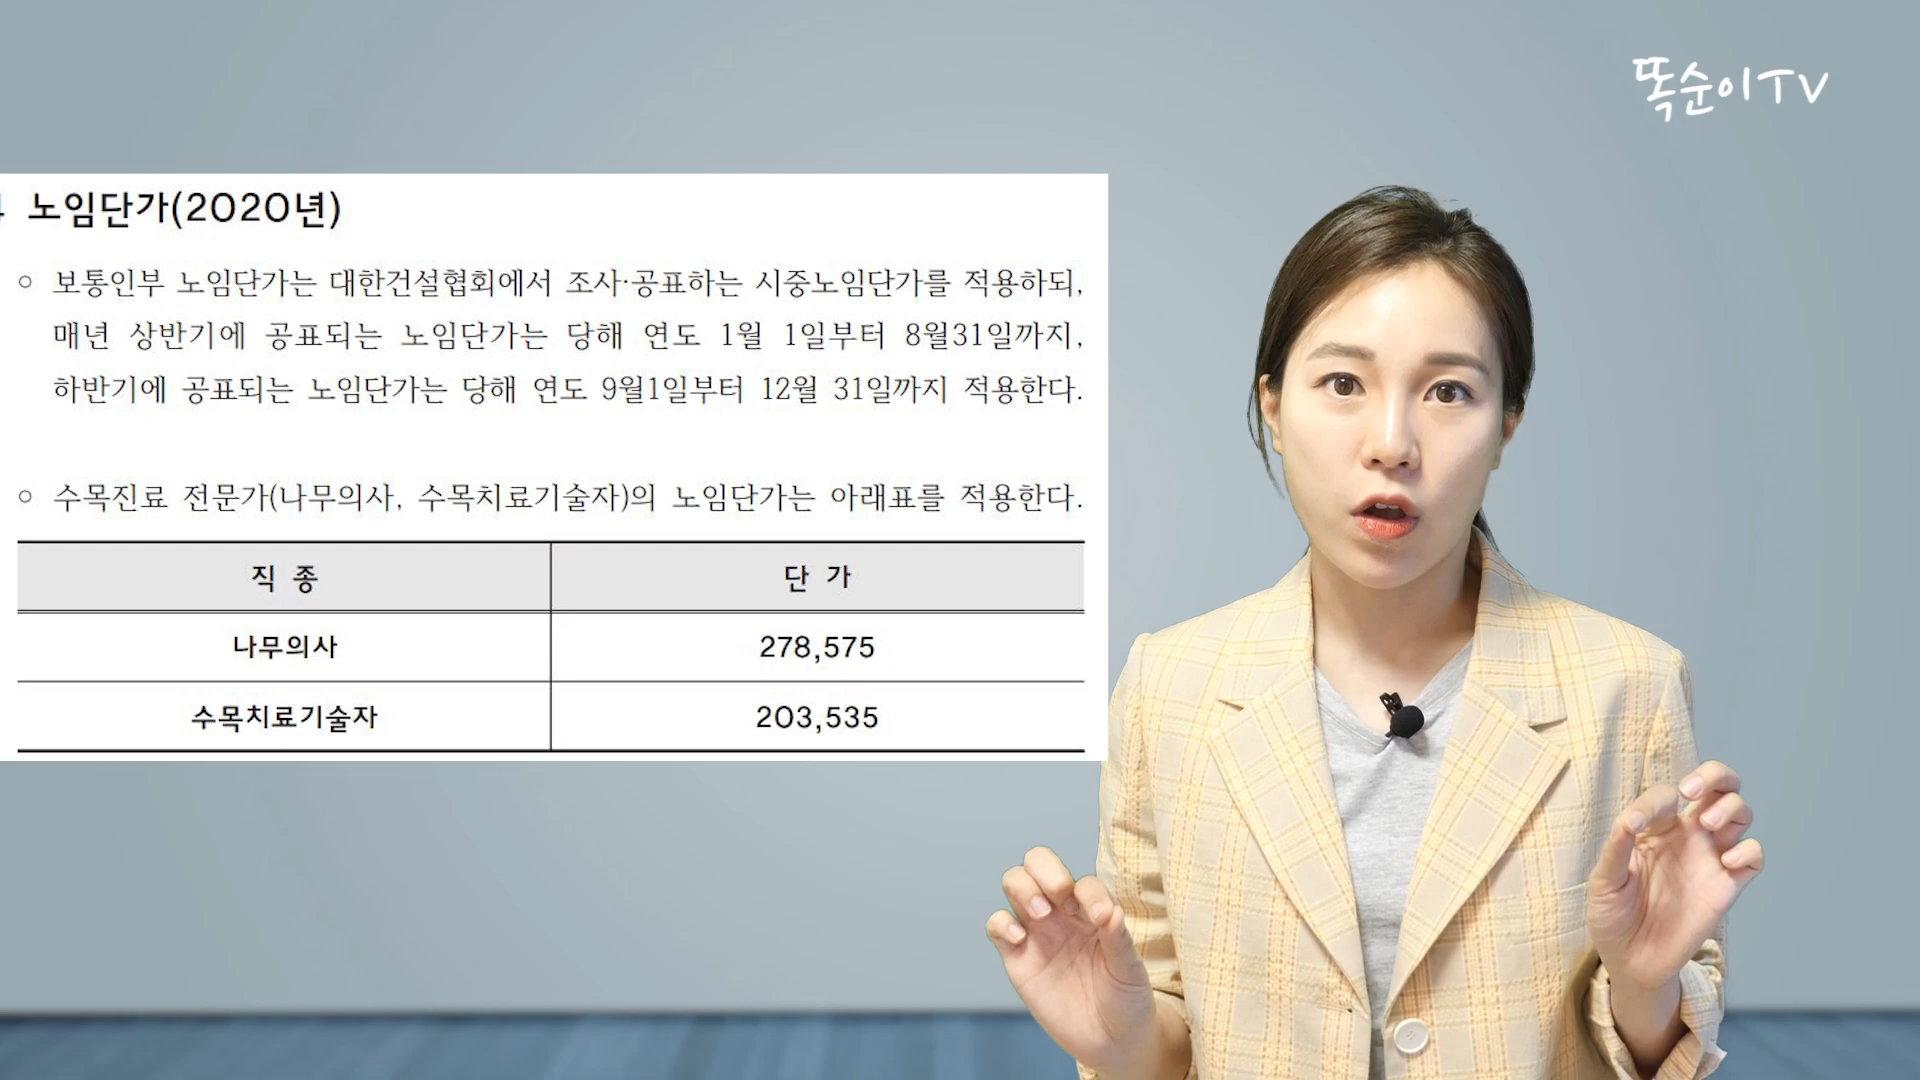 똑순이TV
노임단가(2020년)
○ 보통인부 노임단가는 대한건설협회에서 조사·공표하는 시중노임단가를 적용하되,
매년 상반기에 공표되는 노임단가는 당해 연도 1월 1일부터 8월31일까지,
하반기에 공표되는 노임단가는 당해 연도 9월1일부터 12월 31일까지 적용한다.
○ 수목진료 전문가(나무의사, 수목치료기술자)의 노임단가는 아래표를 적용한다.
직 종 단 가
나무의사 278,575
수목치료기술자 203,535